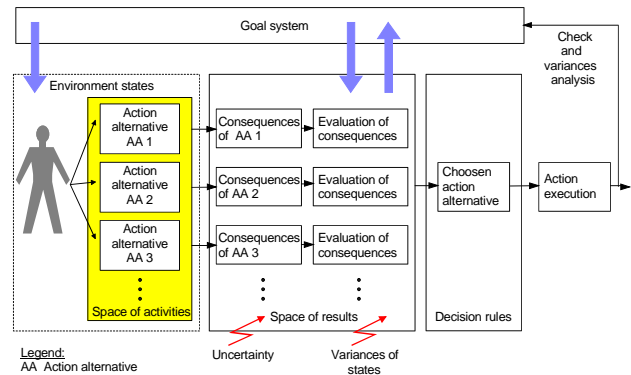 Goal system
Check
and
variances
analysis
Environment states
Action
alternative
AA 1
Consequences
of  AA 1
Evaluation of
consequences
Action
alternative
AA 2
Consequences
of AA 2
Evaluation of
consequences
Choosen
action
alternative
Action
execution
Action
alternative
AA 3
Consequences
of AA 3
Evaluation of
consequences
Space of activities
Space of results
Decision rules
Uncertainty
Variances of
states
Legend:
AA  Action alternative